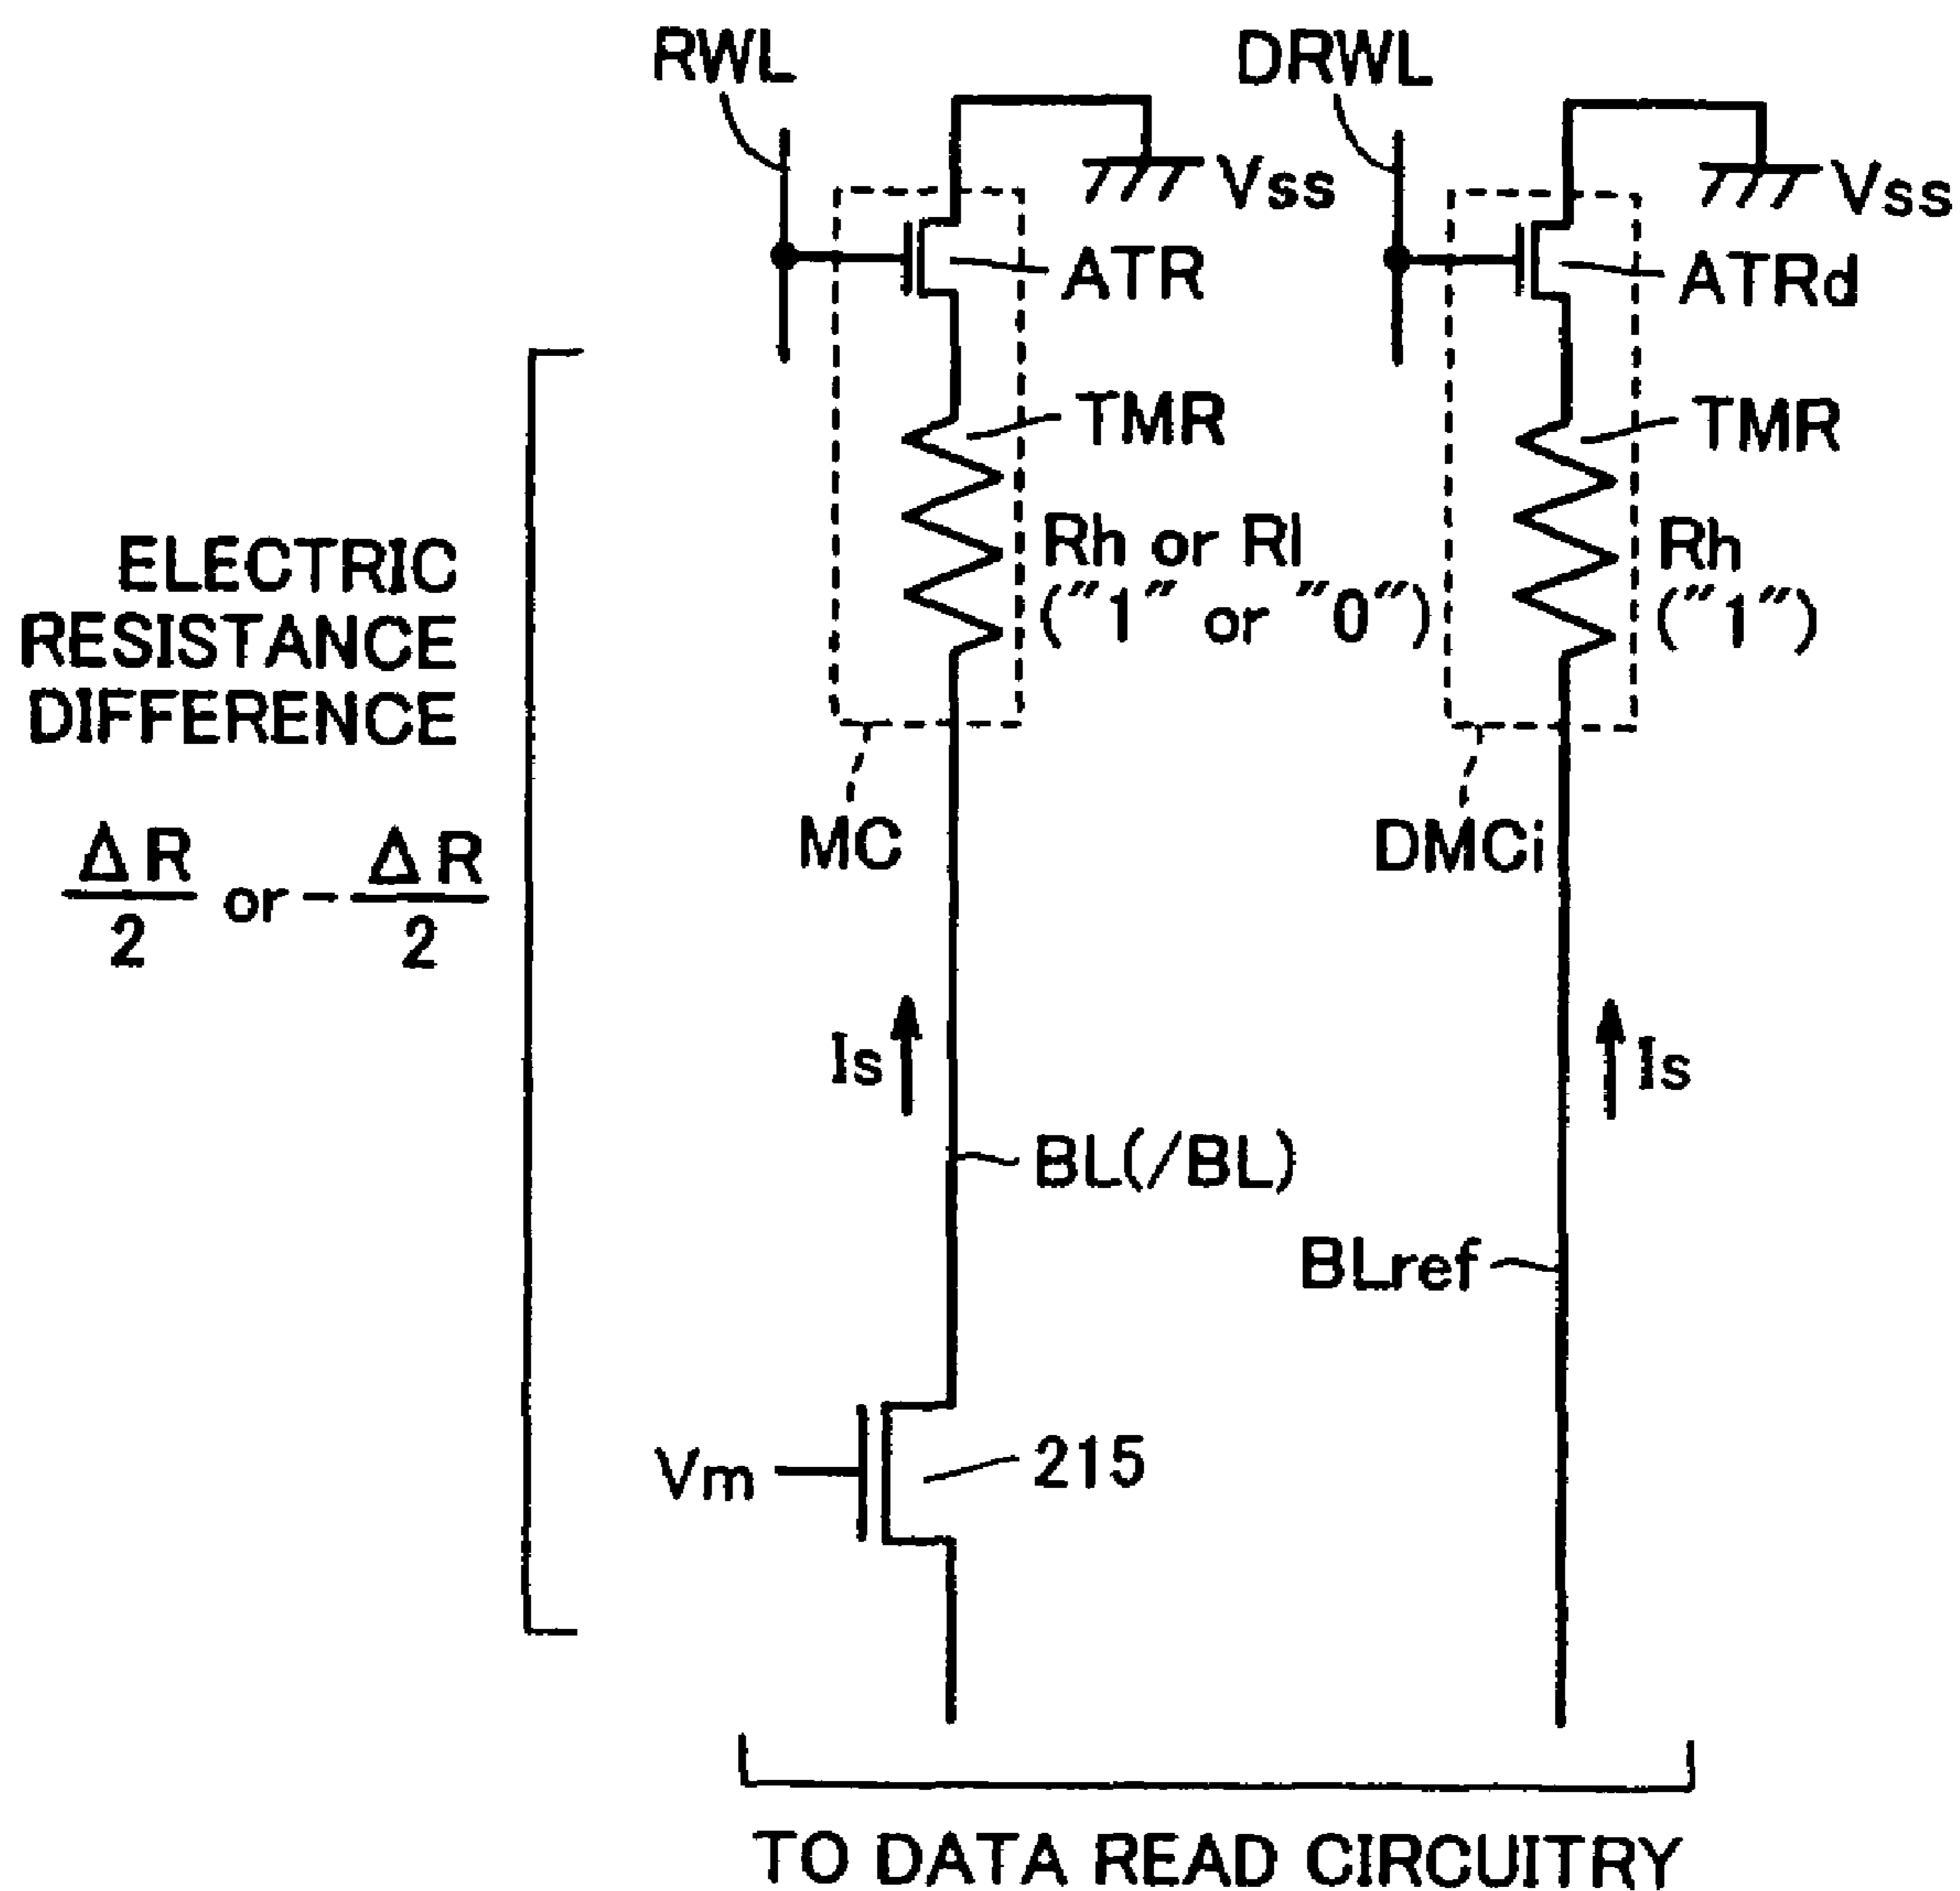 RWL
DRWL
Vss
Vss
ATR
ATRd
TMR
TMR
Rh or Rl
("1" or "0")
Rh
("1")
ELECTRIC
RESISTANCE
DIFFERENCE
ΔR/2 or -ΔR/2
MC
DMCi
Is
Is
BL(/BL)
BLref
Vm
215
TO DATA READ CIRCUITRY